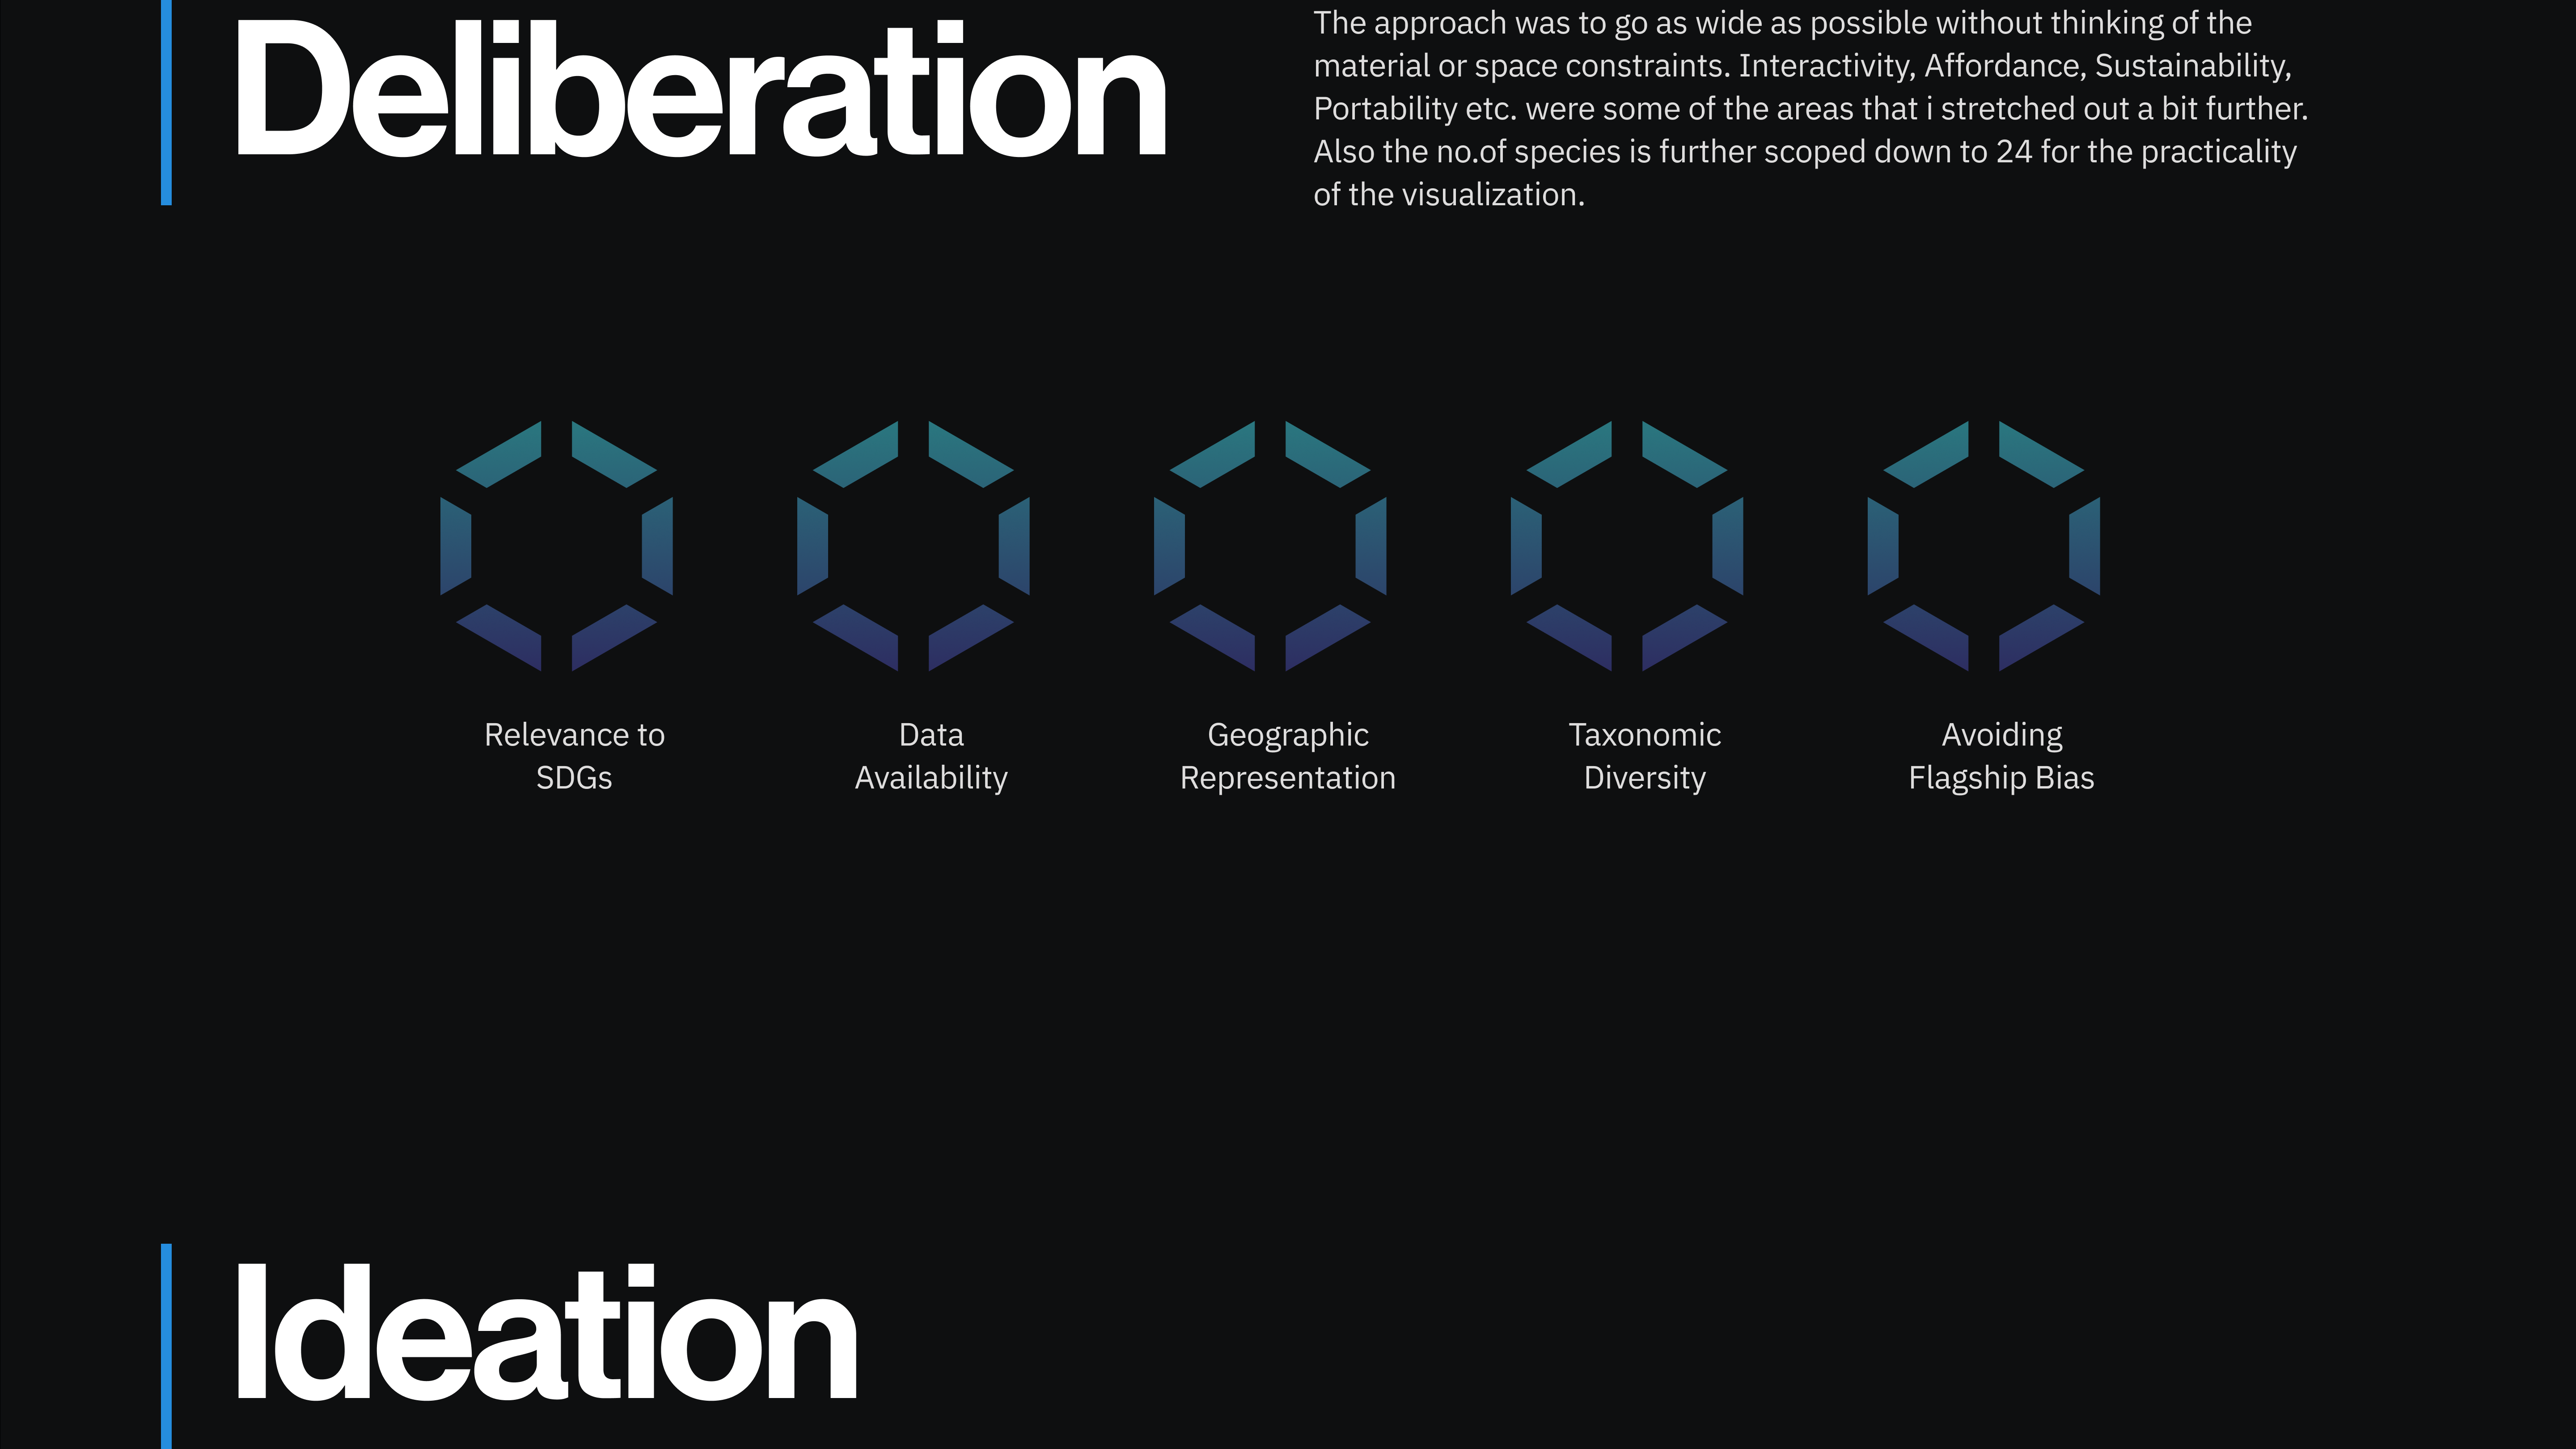 Deliberation
The approach was to go as wide as possible without thinking of the
material or space constraints. Interactivity, Affordance, Sustainability,
Portability etc. were some of the areas that i stretched out a bit further.
Also the no.of species is further scoped down to 24 for the practicality
of the visualization.
Relevance to
SDGs
Data
Availability
Geographic
Representation
Taxonomic
Diversity
Avoiding
Flagship Bias
Ideation